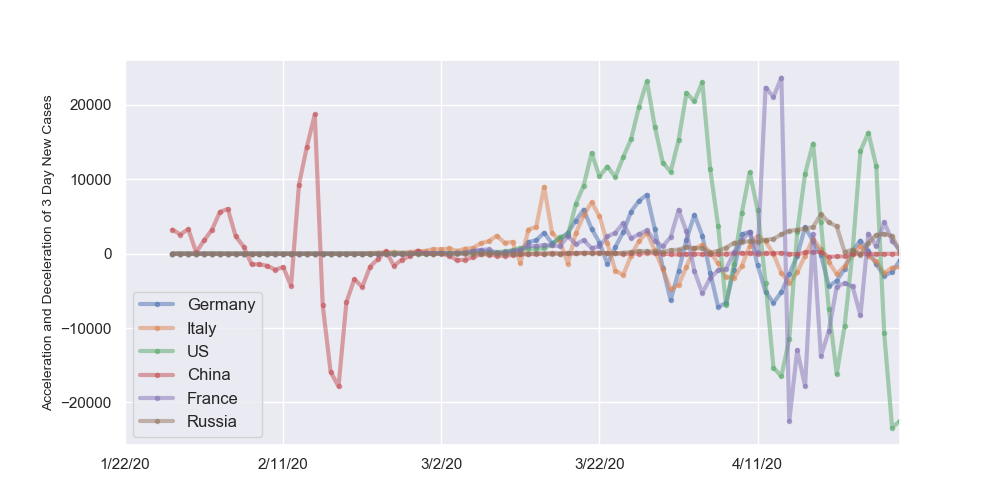 Acceleration and Deceleration of 3 Day New Cases
20000
10000
0
−10000
−20000
Germany
Italy
US
China
France
Russia
1/22/20 2/11/20 3/2/20 3/22/20 4/11/20